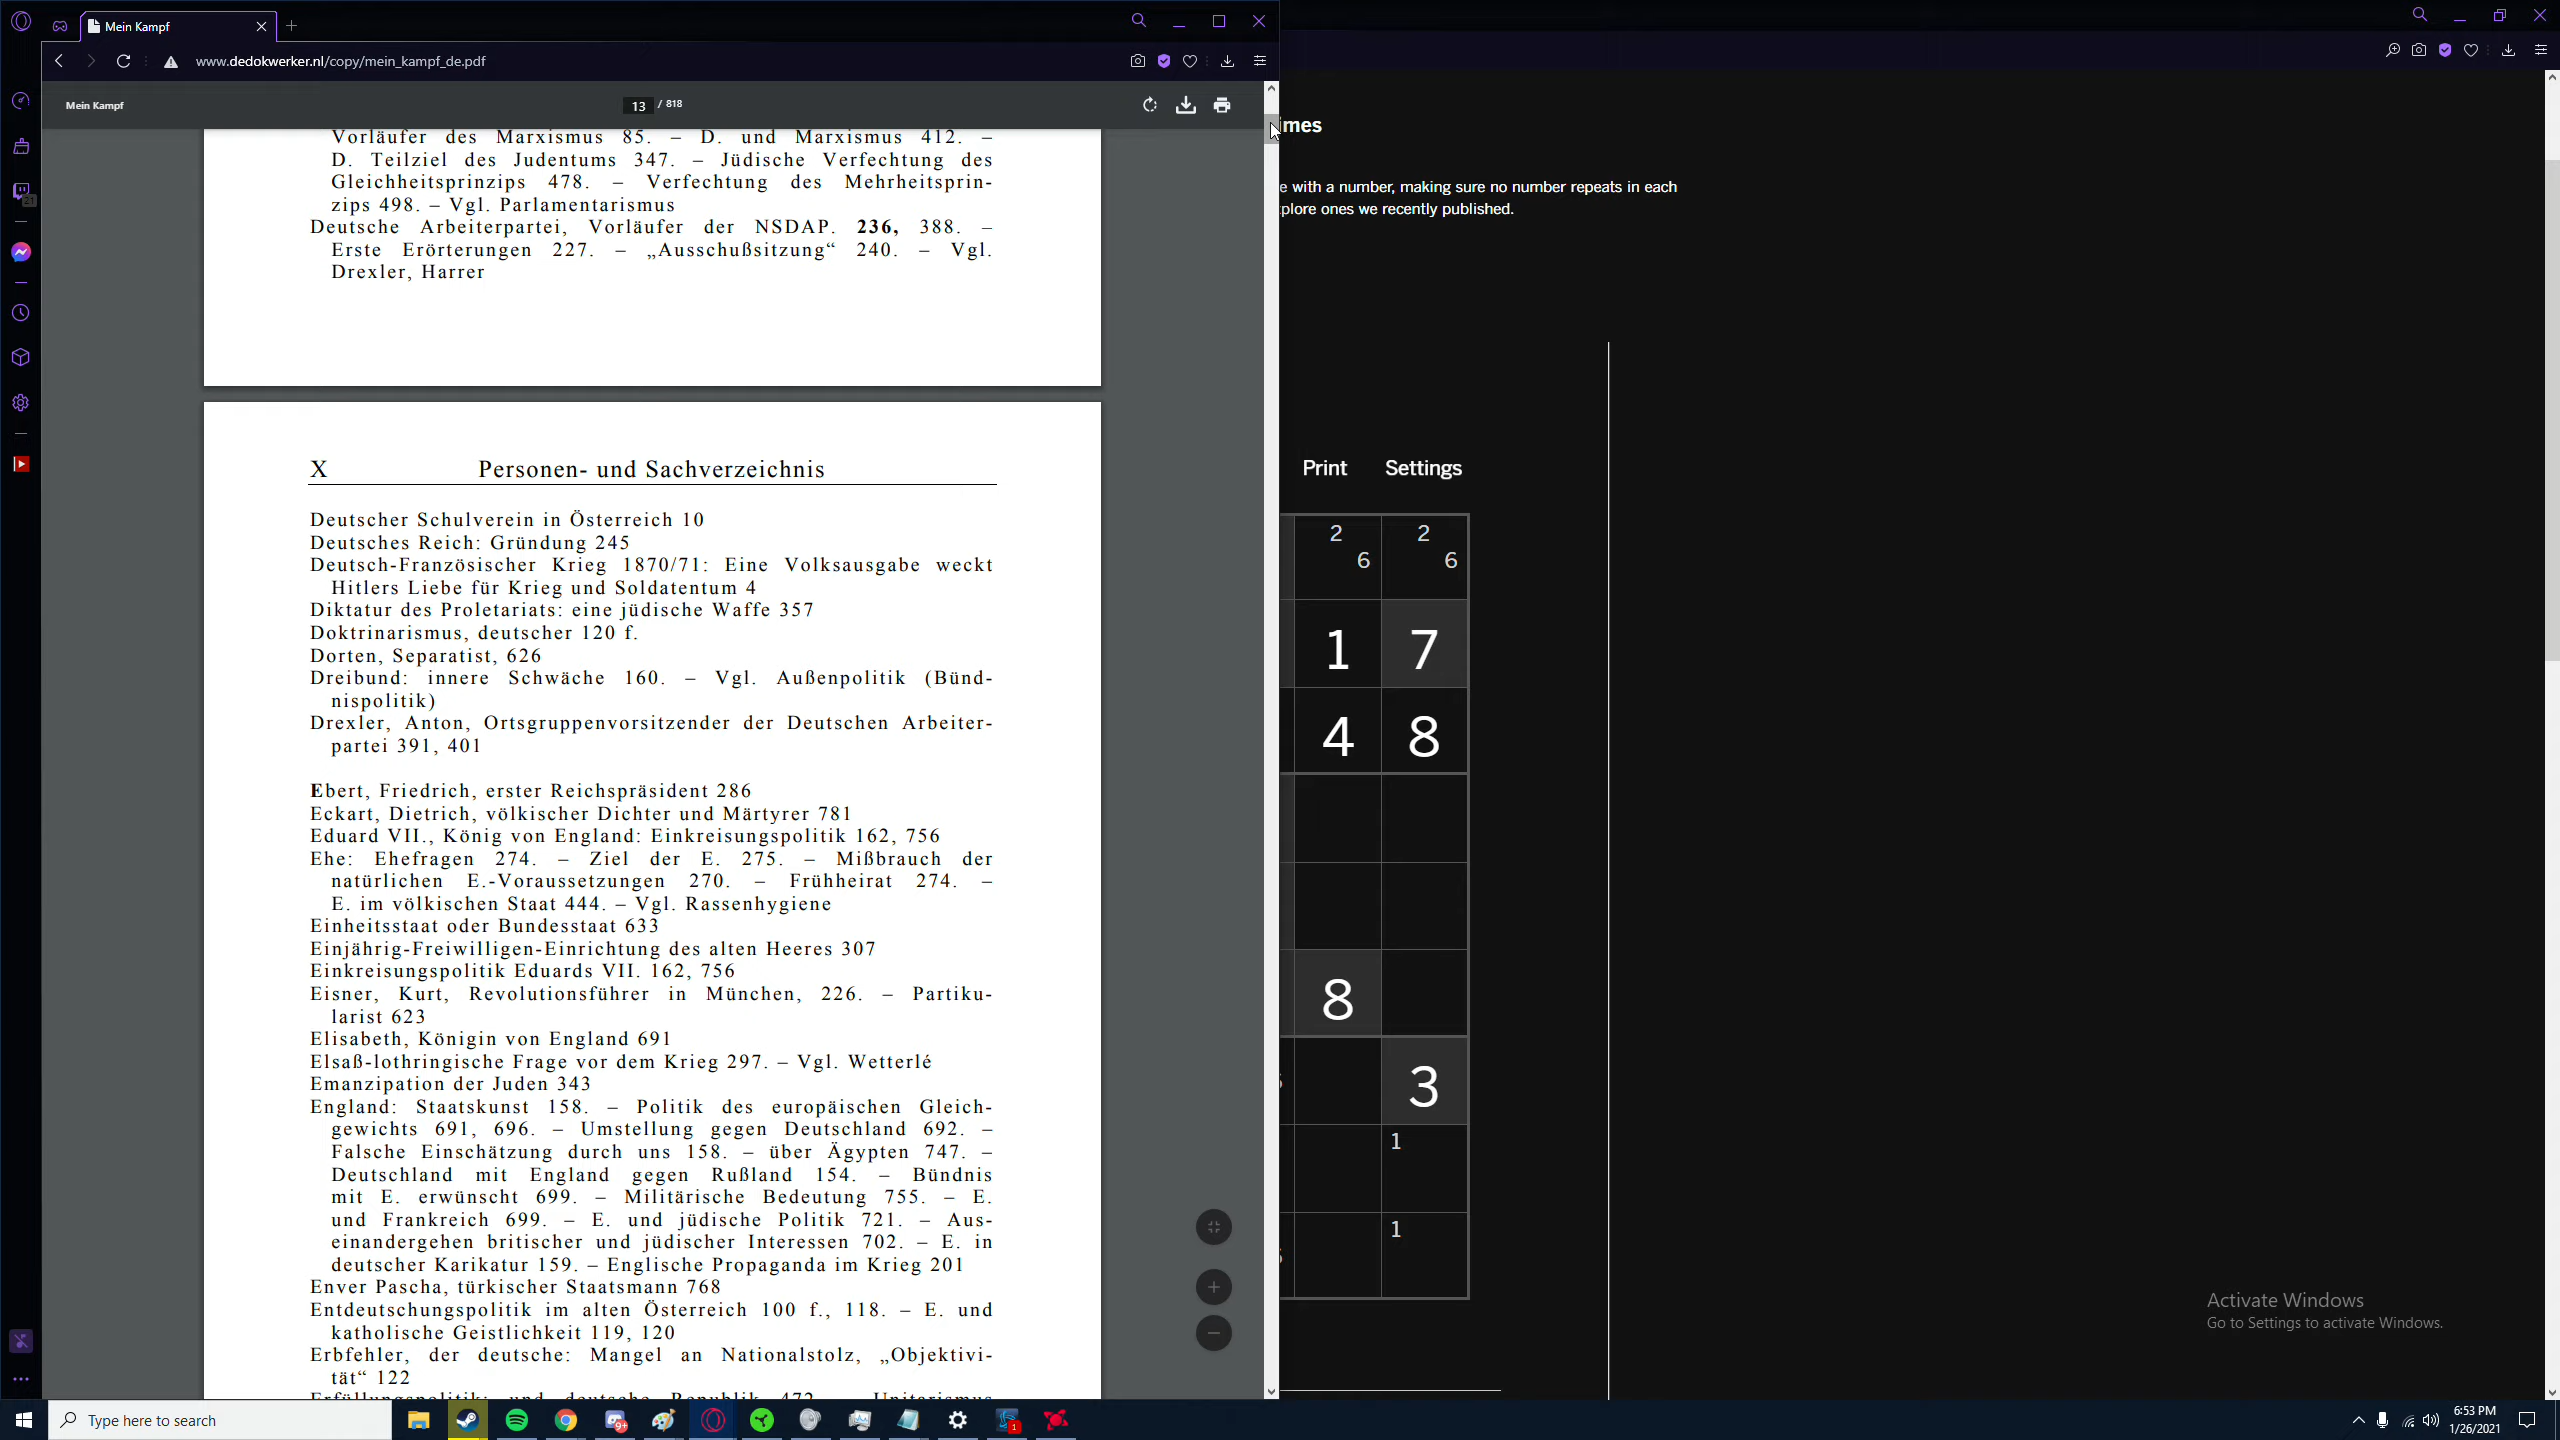 Mein Kampf
www.dedokwerker.nl/copy/mein_kampf_de.pdf
Mein Kampf
13 / 818
Vorläufer des Marxismus 85. – D. und Marxismus 412. –
D. Teilziel des Judentums 347. – Jüdische Verfechtung des
Gleichheitsprinzips 478. – Verfechtung des Mehrheitsprin-
zips 498. – Vgl. Parlamentarismus
Deutsche Arbeiterpartei, Vorläufer der NSDAP. 236, 388. –
Erste Erörterungen 227. – „Ausschußsitzung“ 240. – Vgl.
Drexler, Harrer
X Personen- und Sachverzeichnis
Deutscher Schulverein in Österreich 10
Deutsches Reich: Gründung 245
Deutsch-Französischer Krieg 1870/71: Eine Volksausgabe weckt
Hitlers Liebe für Krieg und Soldatentum 4
Diktatur des Proletariats: eine jüdische Waffe 357
Doktrinarismus, deutscher 120 f.
Dorten, Separatist, 626
Dreibund: innere Schwäche 160. – Vgl. Außenpolitik (Bünd-
nispolitik)
Drexler, Anton, Ortsgruppenvorsitzender der Deutschen Arbeiter-
partei 391, 401
Ebert, Friedrich, erster Reichspräsident 286
Eckart, Dietrich, völkischer Dichter und Märtyrer 781
Eduard VII., König von England: Einkreisungspolitik 162, 756
Ehe: Ehefragen 274. – Ziel der E. 275. – Mißbrauch der
natürlichen E.-Voraussetzungen 270. – Frühheirat 274. –
E. im völkischen Staat 444. – Vgl. Rassenhygiene
Einheitsstaat oder Bundesstaat 633
Einjährig-Freiwilligen-Einrichtung des alten Heeres 307
Einkreisungspolitik Eduards VII. 162, 756
Eisner, Kurt, Revolutionsführer in München, 226. – Partiku-
larist 623
Elisabeth, Königin von England 691
Elsaß-lothringische Frage vor dem Krieg 297. – Vgl. Wetterlé
Emanzipation der Juden 343
England: Staatskunst 158. – Politik des europäischen Gleich-
gewichts 691, 696. – Umstellung gegen Deutschland 692. –
Falsche Einschätzung durch uns 158. – über Ägypten 747. –
Deutschland mit England gegen Rußland 154. – Bündnis
mit E. erwünscht 699. – Militärische Bedeutung 755. – E.
und Frankreich 699. – E. und jüdische Politik 721. – Aus-
einandergehen britischer und jüdischer Interessen 702. – E. in
deutscher Karikatur 159. – Englische Propaganda im Krieg 201
Enver Pascha, türkischer Staatsmann 768
Entdeutschungspolitik im alten Österreich 100 f., 118. – E. und
katholische Geistlichkeit 119, 120
Erbfehler, der deutsche: Mangel an Nationalstolz, „Objektivi-
tät“ 122
Erfüllungspolitik: und deutsche Republik 472. Unitarismus
imes
e with a number, making sure no number repeats in each
plore ones we recently published.
Print Settings
2 2
6 6
1 7
4 8
8
3
1
1
Activate Windows
Go to Settings to activate Windows.
Type here to search
9+
1
21
6:53 PM
1/26/2021